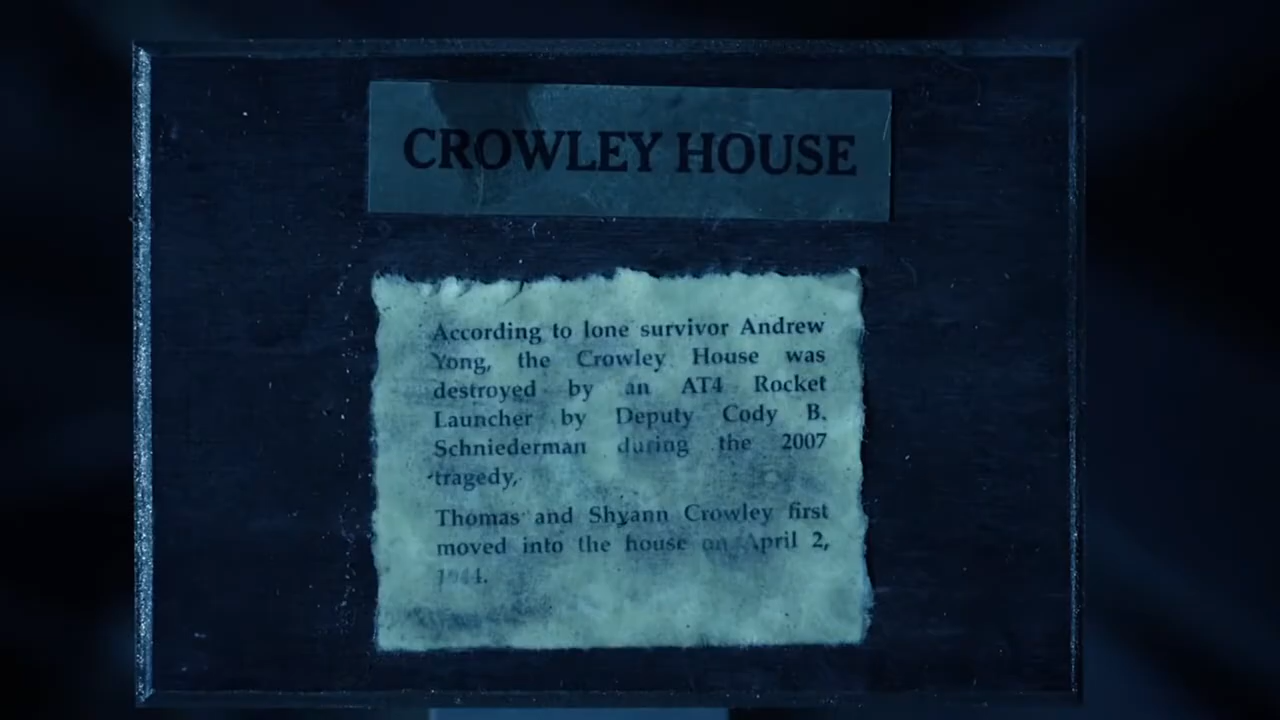 CROWLEY HOUSE
According to lone survivor Andrew
Yong, the Crowley House was
destroyed by an AT4 Rocket
Launcher by Deputy Cody B.
Schniederman during the 2007
tragedy,
Thomas and Shyann Crowley first
moved into the house on April 2,